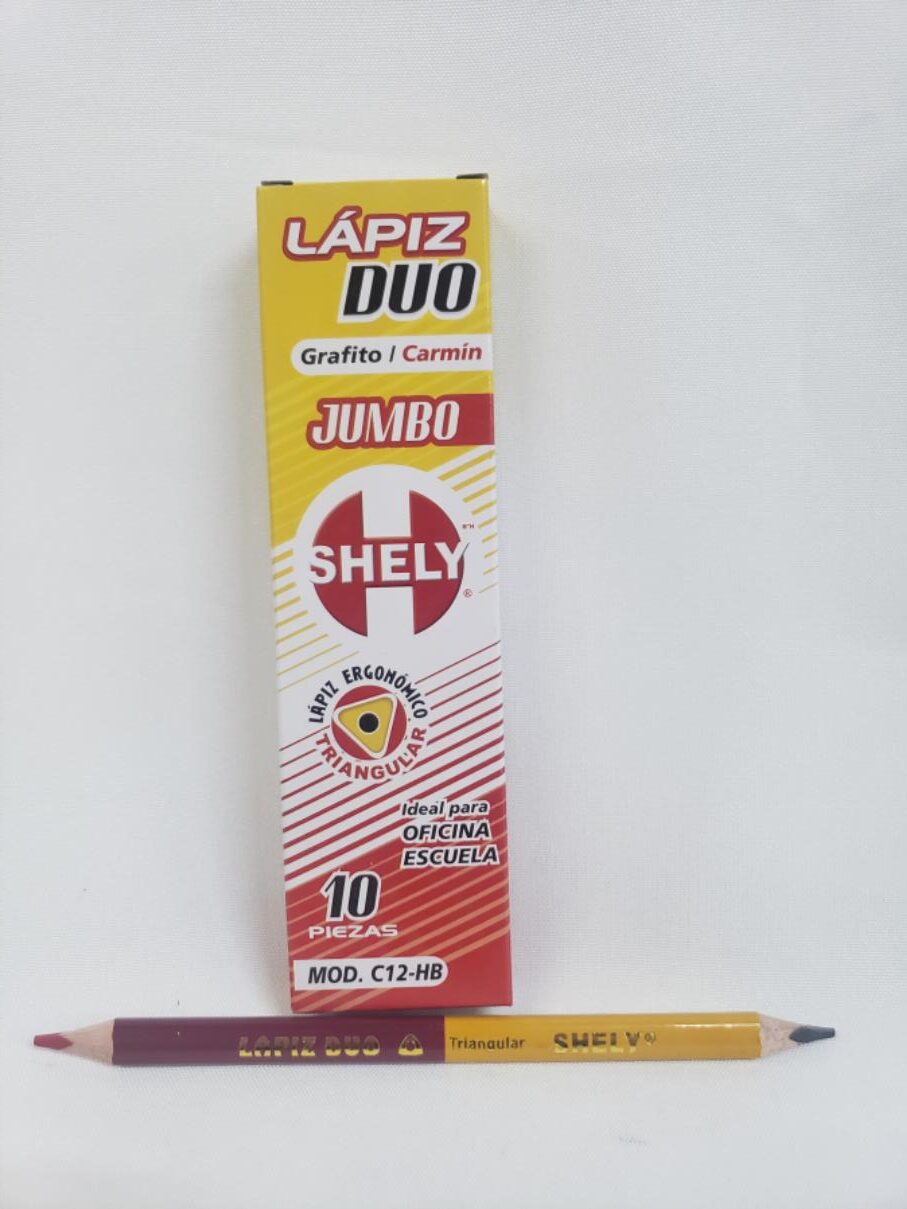 LÁPIZ
DUO
Grafito / Carmín
JUMBO
SHELY®
LÁPIZ ERGONÓMICO
TRIANGULAR
Ideal para
OFICINA
ESCUELA
10
PIEZAS
MOD. C12-HB
LAPIZ DUO Triangular SHELY®